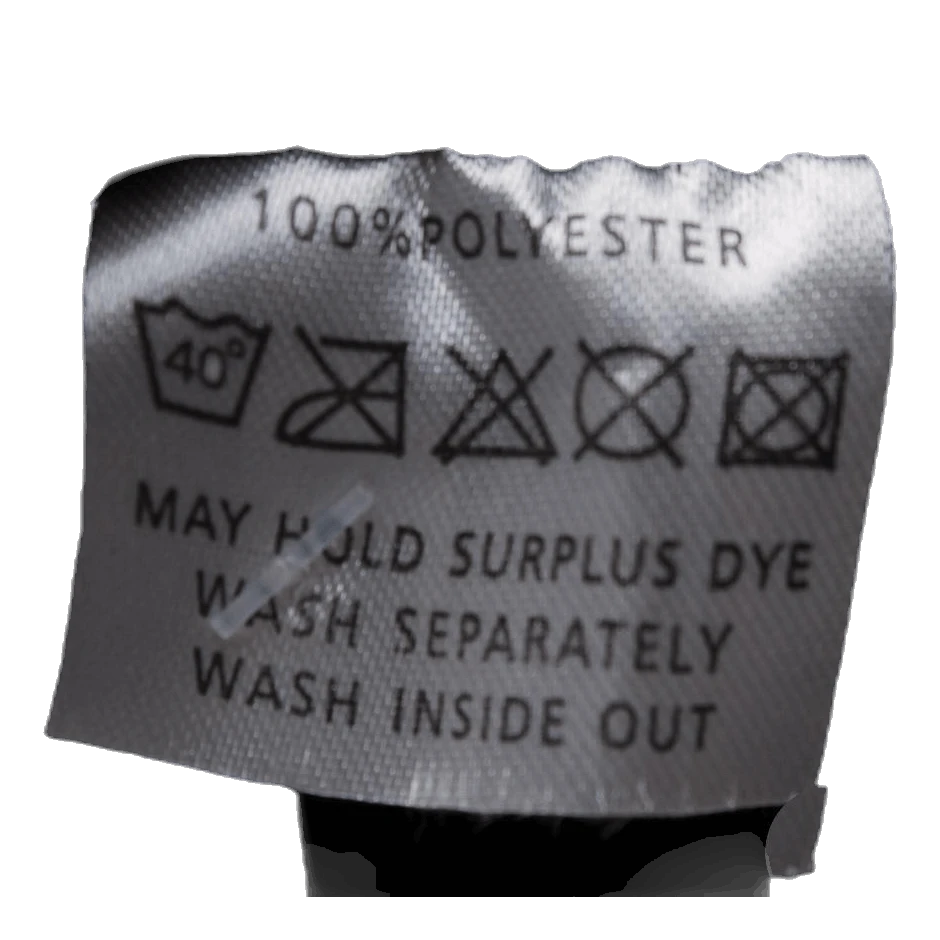 100%POLYESTER
40°
MAY HOLD SURPLUS DYE
WASH SEPARATELY
WASH INSIDE OUT